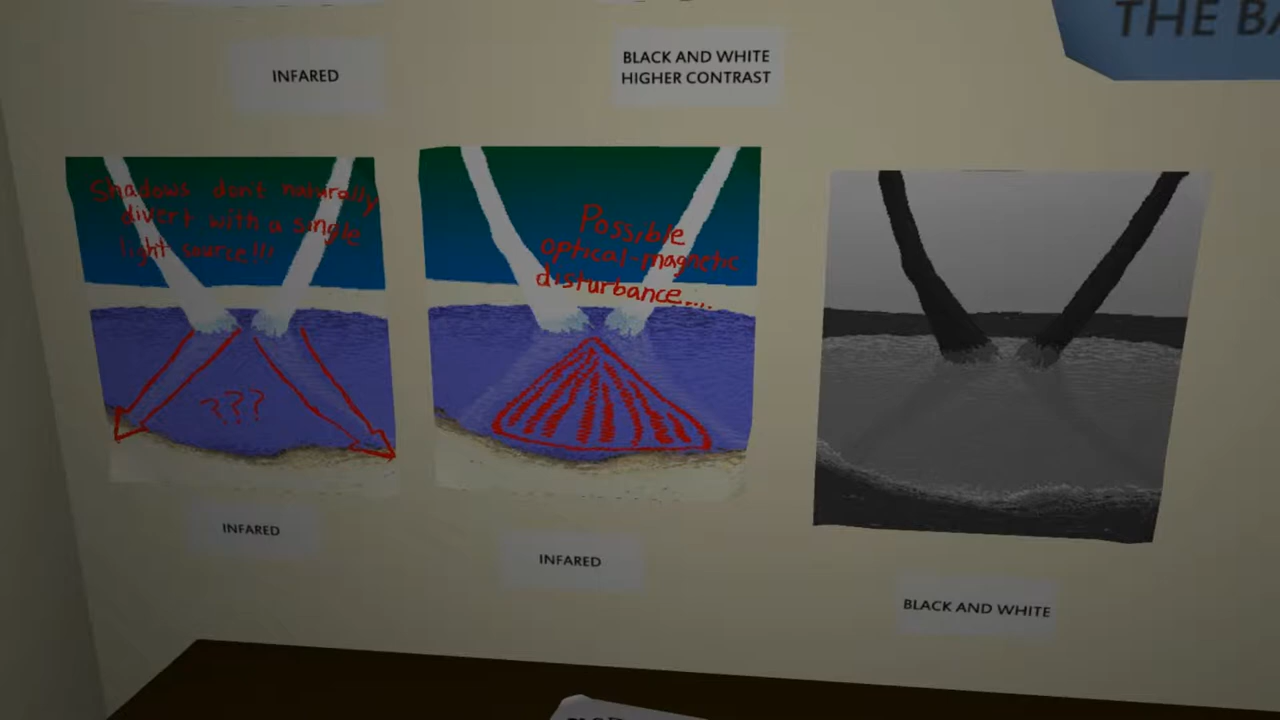 THE BA
INFARED
BLACK AND WHITE
HIGHER CONTRAST
Shadows don't naturally
divert with a single
light source!!!
???
Possible
optical-magnetic
disturbance....
INFARED
INFARED
BLACK AND WHITE